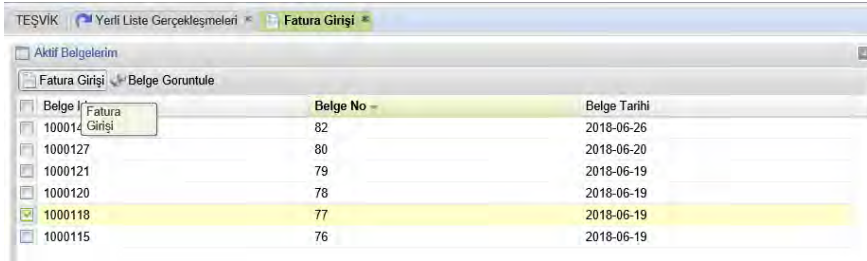 TEŞVİK Yerli Liste Gerçekleşmeleri Fatura Girişi
Aktif Belgelerim
Fatura Girişi Belge Goruntule
Belge Belge No Belge Tarihi
Fatura
Girişi
82 2018-06-26
1000127 80 2018-06-20
1000121 79 2018-06-19
1000120 78 2018-06-19
1000118 77 2018-06-19
1000115 76 2018-06-19